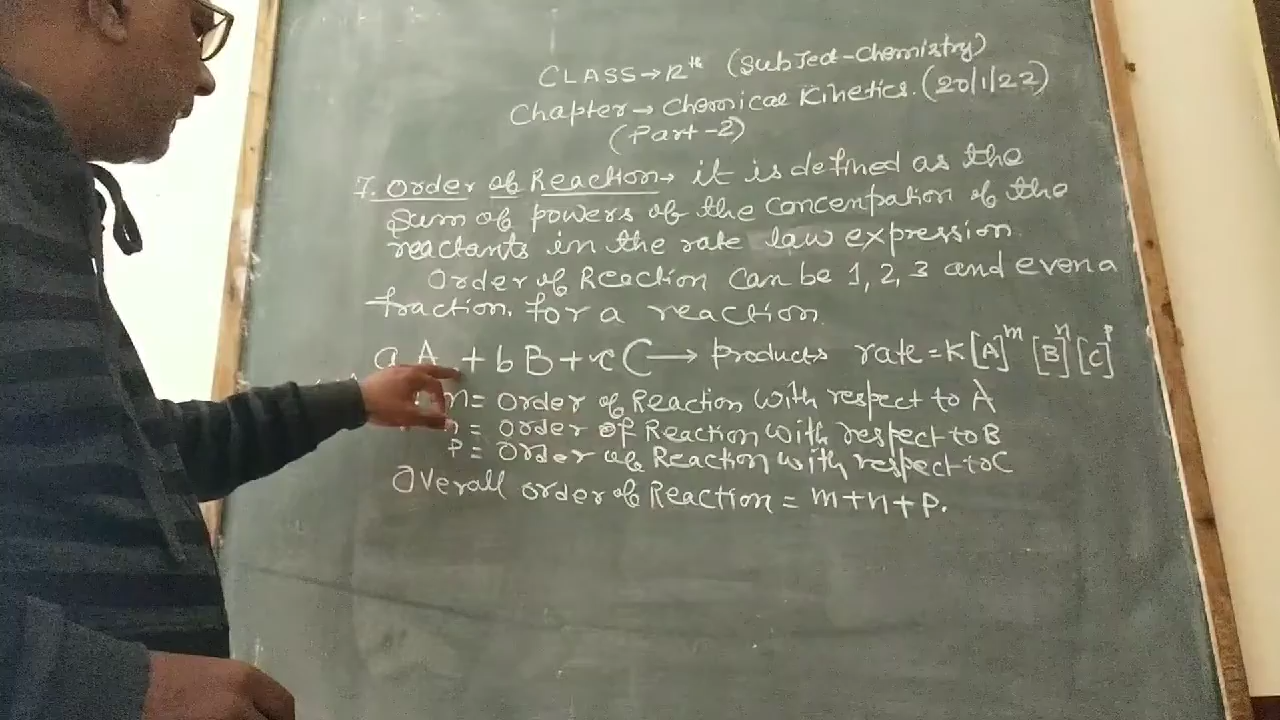 CLASS→12th (Subject-Chemistry)
Chapter→ Chemical Kinetics. (20/1/22)
(Part-2)
7. Order of Reaction→ it is defined as the
Sum of powers of the Concentration of the
reactants in the rate law expression.
Order of Reaction can be 1, 2, 3 and even a
fraction, for a reaction.
a A + b B + c C → products rate = K [A]^m [B]^n [C]^p
m = Order of Reaction With respect to A
n = Order of Reaction With respect to B
P = Order of Reaction with respect to C
Overall order of Reaction = m+n+p.